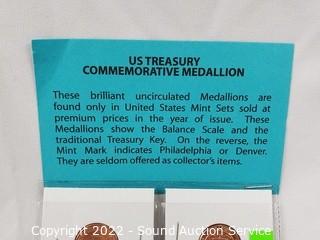 US TREASURY
COMMEMORATIVE MEDALLION
These brilliant uncirculated Medallions are
found only in United States Mint Sets sold at
premium prices in the year of issue. These
Medallions show the Balance Scale and the
traditional Treasury Key. On the reverse, the
Mint Mark indicates Philadelphia or Denver.
They are seldom offered as collector's items.
Copyright 2022 - Sound Auction Service